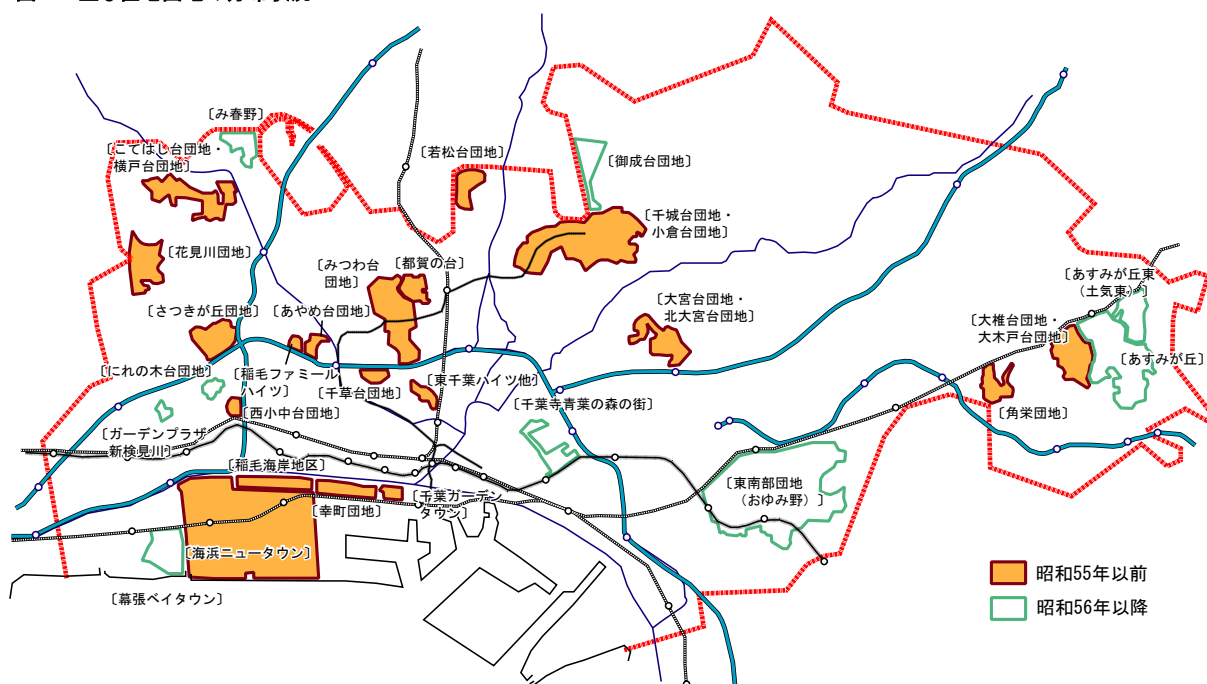 〔み春野〕
〔こてはし台団地・
横戸台団地〕
〔若松台団地〕
〔御成台団地〕
〔千城台団地・
小倉台団地〕
〔花見川団地〕
〔みつわ台
団地〕
〔都賀の台〕
〔あすみが丘東
（土気東）〕
〔さつきが丘団地〕
〔あやめ台団地〕
〔大宮台団地・
北大宮台団地〕
〔大椎台団地・
大木戸台団地〕
〔あすみが丘〕
〔にれの木台団地〕
〔稲毛ファミール
ハイツ〕
〔千草台団地〕
〔東千葉ハイツ他〕
〔千葉寺青葉の森の街〕
〔角栄団地〕
〔西小中台団地〕
〔ガーデンプラザ
新検見川〕
〔稲毛海岸地区〕
〔東南部団地
（おゆみ野）〕
〔幸町団地〕
〔千葉ガーデン
タウン〕
〔海浜ニュータウン〕
〔幕張ベイタウン〕
昭和55年以前
昭和56年以降